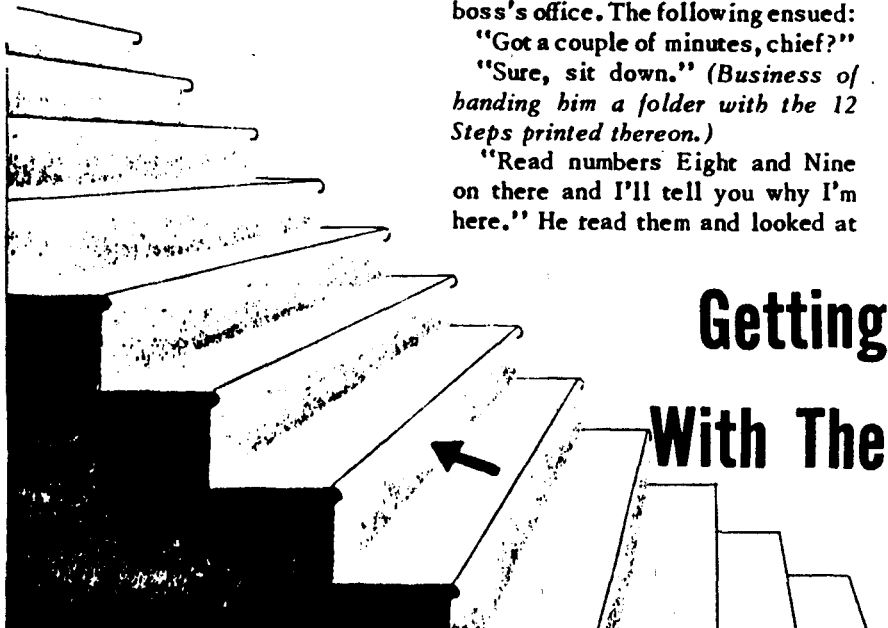 boss's office. The following ensued:
"Got a couple of minutes, chief?"
"Sure, sit down." (Business of
handing him a folder with the 12
Steps printed thereon.)
"Read numbers Eight and Nine
on there and I'll tell you why I'm
here." He read them and looked at
Getting
With The